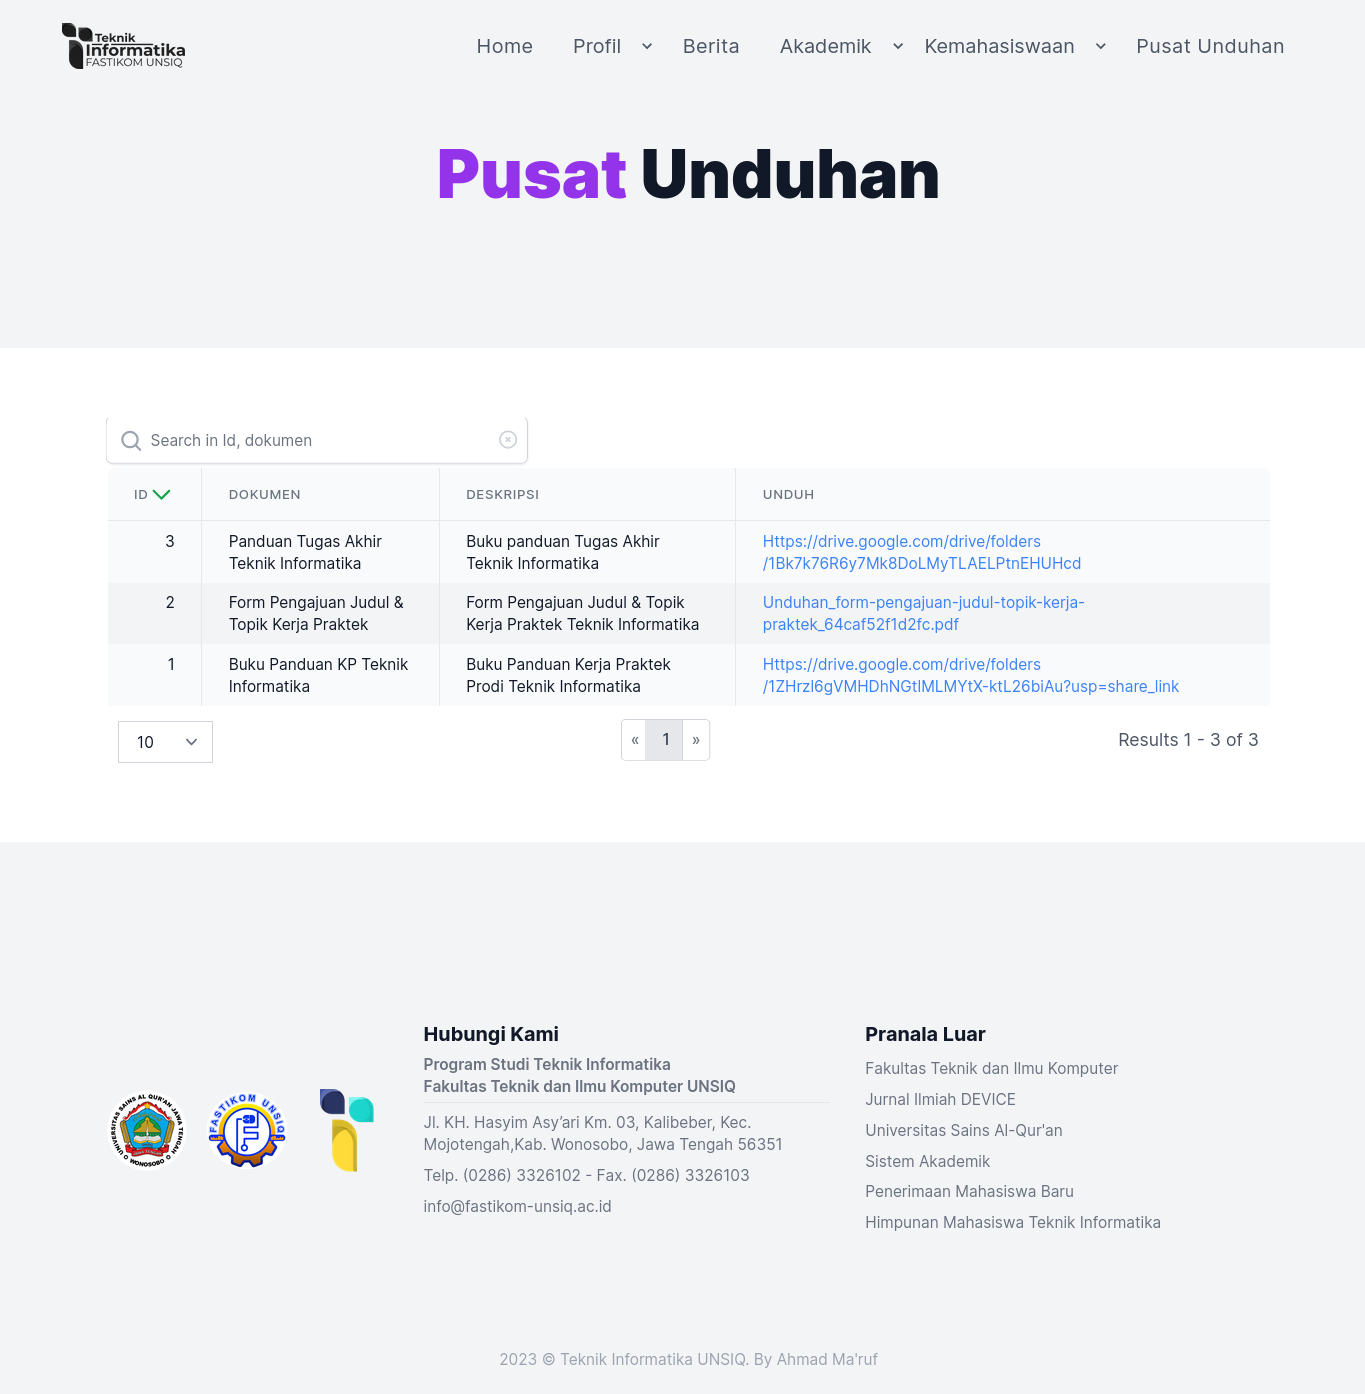 Teknik
Informatika
FASTIKOM UNSIQ
Home Profil Berita Akademik Kemahasiswaan Pusat Unduhan
Pusat Unduhan
Search in Id, dokumen
ID DOKUMEN DESKRIPSI UNDUH
3 Panduan Tugas Akhir Buku panduan Tugas Akhir Https://drive.google.com/drive/folders
Teknik Informatika Teknik Informatika /1Bk7k76R6y7Mk8DoLMyTLAELPtnEHUHcd
2 Form Pengajuan Judul & Form Pengajuan Judul & Topik Unduhan_form-pengajuan-judul-topik-kerja-
Topik Kerja Praktek Kerja Praktek Teknik Informatika praktek_64caf52f1d2fc.pdf
1 Buku Panduan KP Teknik Buku Panduan Kerja Praktek Https://drive.google.com/drive/folders
Informatika Prodi Teknik Informatika /1ZHrzI6gVMHDhNGtIMLMYtX-ktL26biAu?usp=share_link
10 « 1 » Results 1 - 3 of 3
UNIVERSITAS SAINS AL QUR'AN JAWA TENGAH
WONOSOBO
FASTIKOM UNSIQ
Hubungi Kami
Program Studi Teknik Informatika
Fakultas Teknik dan Ilmu Komputer UNSIQ
Jl. KH. Hasyim Asy’ari Km. 03, Kalibeber, Kec.
Mojotengah,Kab. Wonosobo, Jawa Tengah 56351
Telp. (0286) 3326102 - Fax. (0286) 3326103
info@fastikom-unsiq.ac.id
Pranala Luar
Fakultas Teknik dan Ilmu Komputer
Jurnal Ilmiah DEVICE
Universitas Sains Al-Qur'an
Sistem Akademik
Penerimaan Mahasiswa Baru
Himpunan Mahasiswa Teknik Informatika
2023 © Teknik Informatika UNSIQ. By Ahmad Ma'ruf